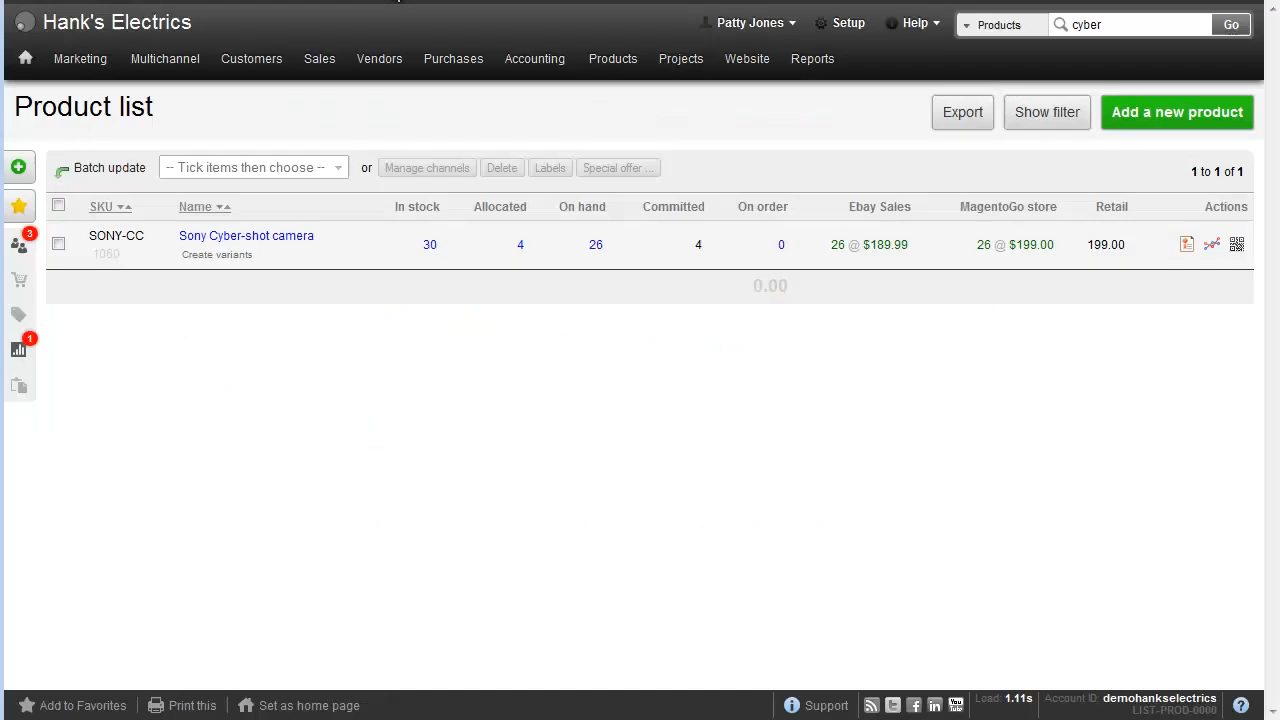 Hank's Electrics
Patty Jones
Setup
Help
Products
cyber
Go
Marketing
Multichannel
Customers
Sales
Vendors
Purchases
Accounting
Products
Projects
Website
Reports
Product list
Export
Show filter
Add a new product
Batch update
-- Tick items then choose --
or
Manage channels
Delete
Labels
Special offer ...
1 to 1 of 1
SKU
Name
In stock
Allocated
On hand
Committed
On order
Ebay Sales
MagentoGo store
Retail
Actions
SONY-CC
Sony Cyber-shot camera
30
4
26
4
0
26 @ $189.99
26 @ $199.00
199.00
1060
Create variants
0.00
3
1
Add to Favorites
Print this
Set as home page
Support
You
Tube
Load: 1.11s
Account ID: demohankselectrics
LIST-PROD-0000